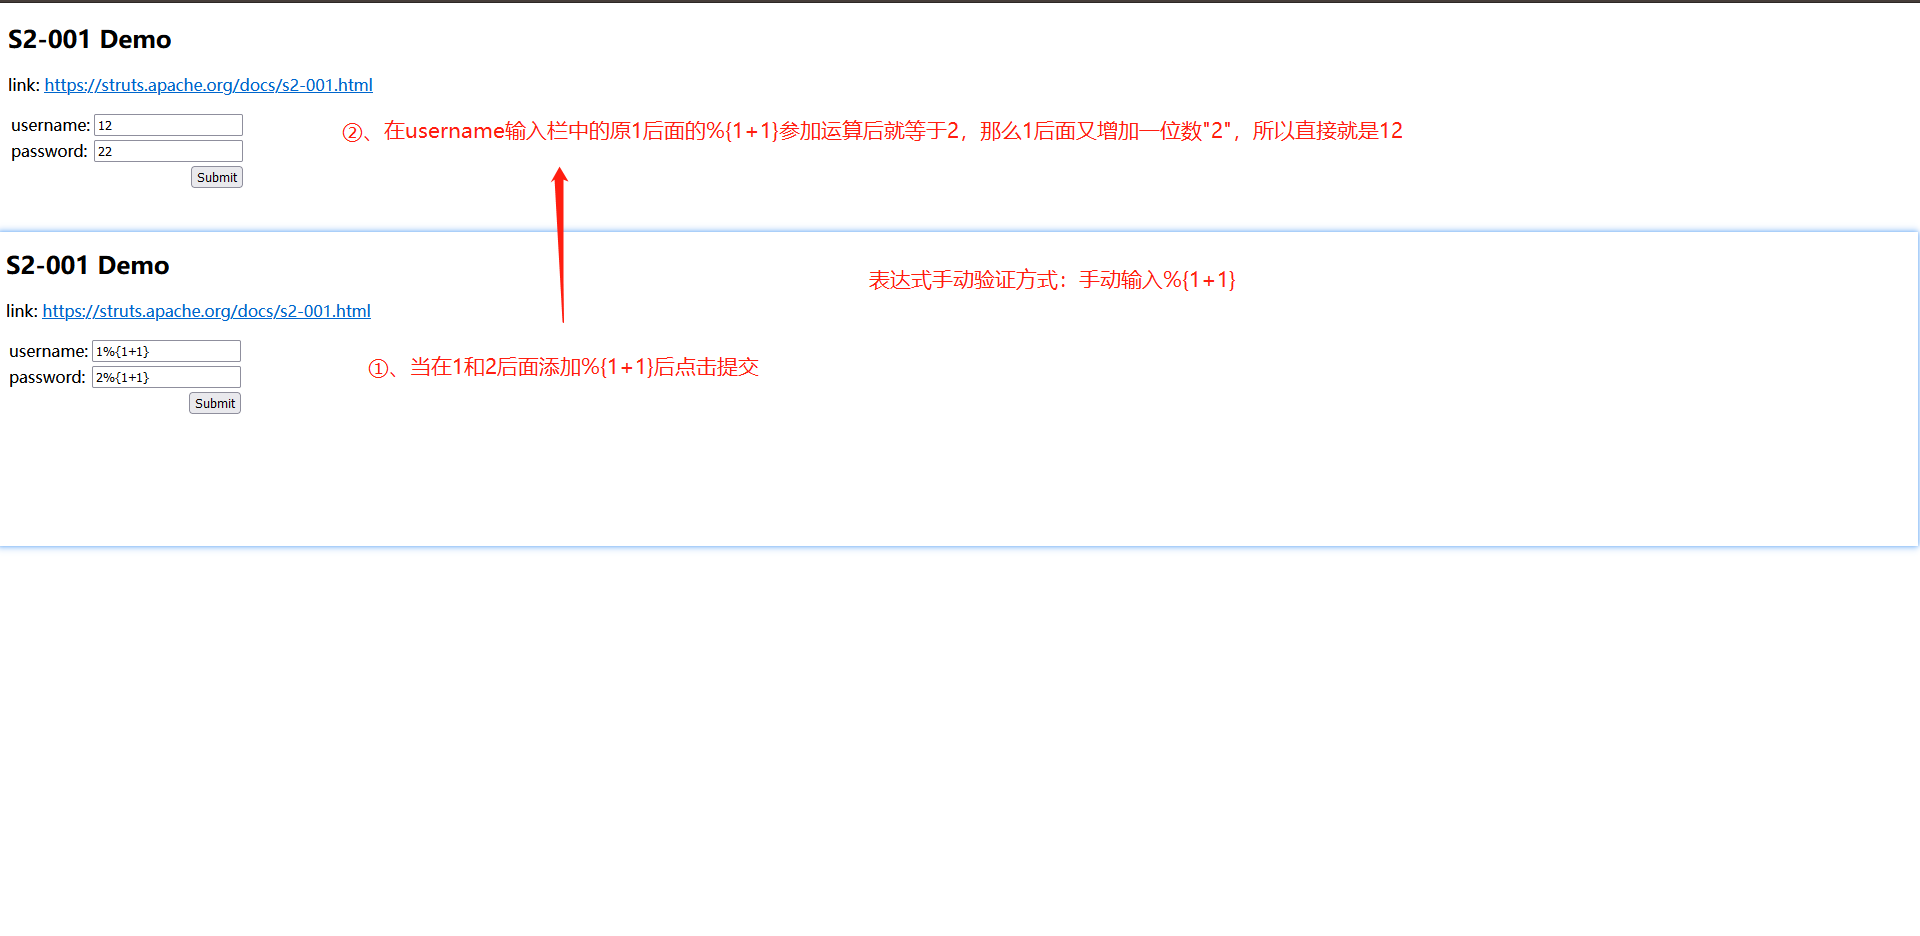 S2-001 Demo
link: https://struts.apache.org/docs/s2-001.html
username: 12
password: 22
Submit
②、在username输入栏中的原1后面的%{1+1}参加运算后就等于2，那么1后面又增加一位数"2"，所以直接就是12
S2-001 Demo
link: https://struts.apache.org/docs/s2-001.html
表达式手动验证方式：手动输入%{1+1}
username: 1%{1+1}
password: 2%{1+1}
Submit
①、当在1和2后面添加%{1+1}后点击提交